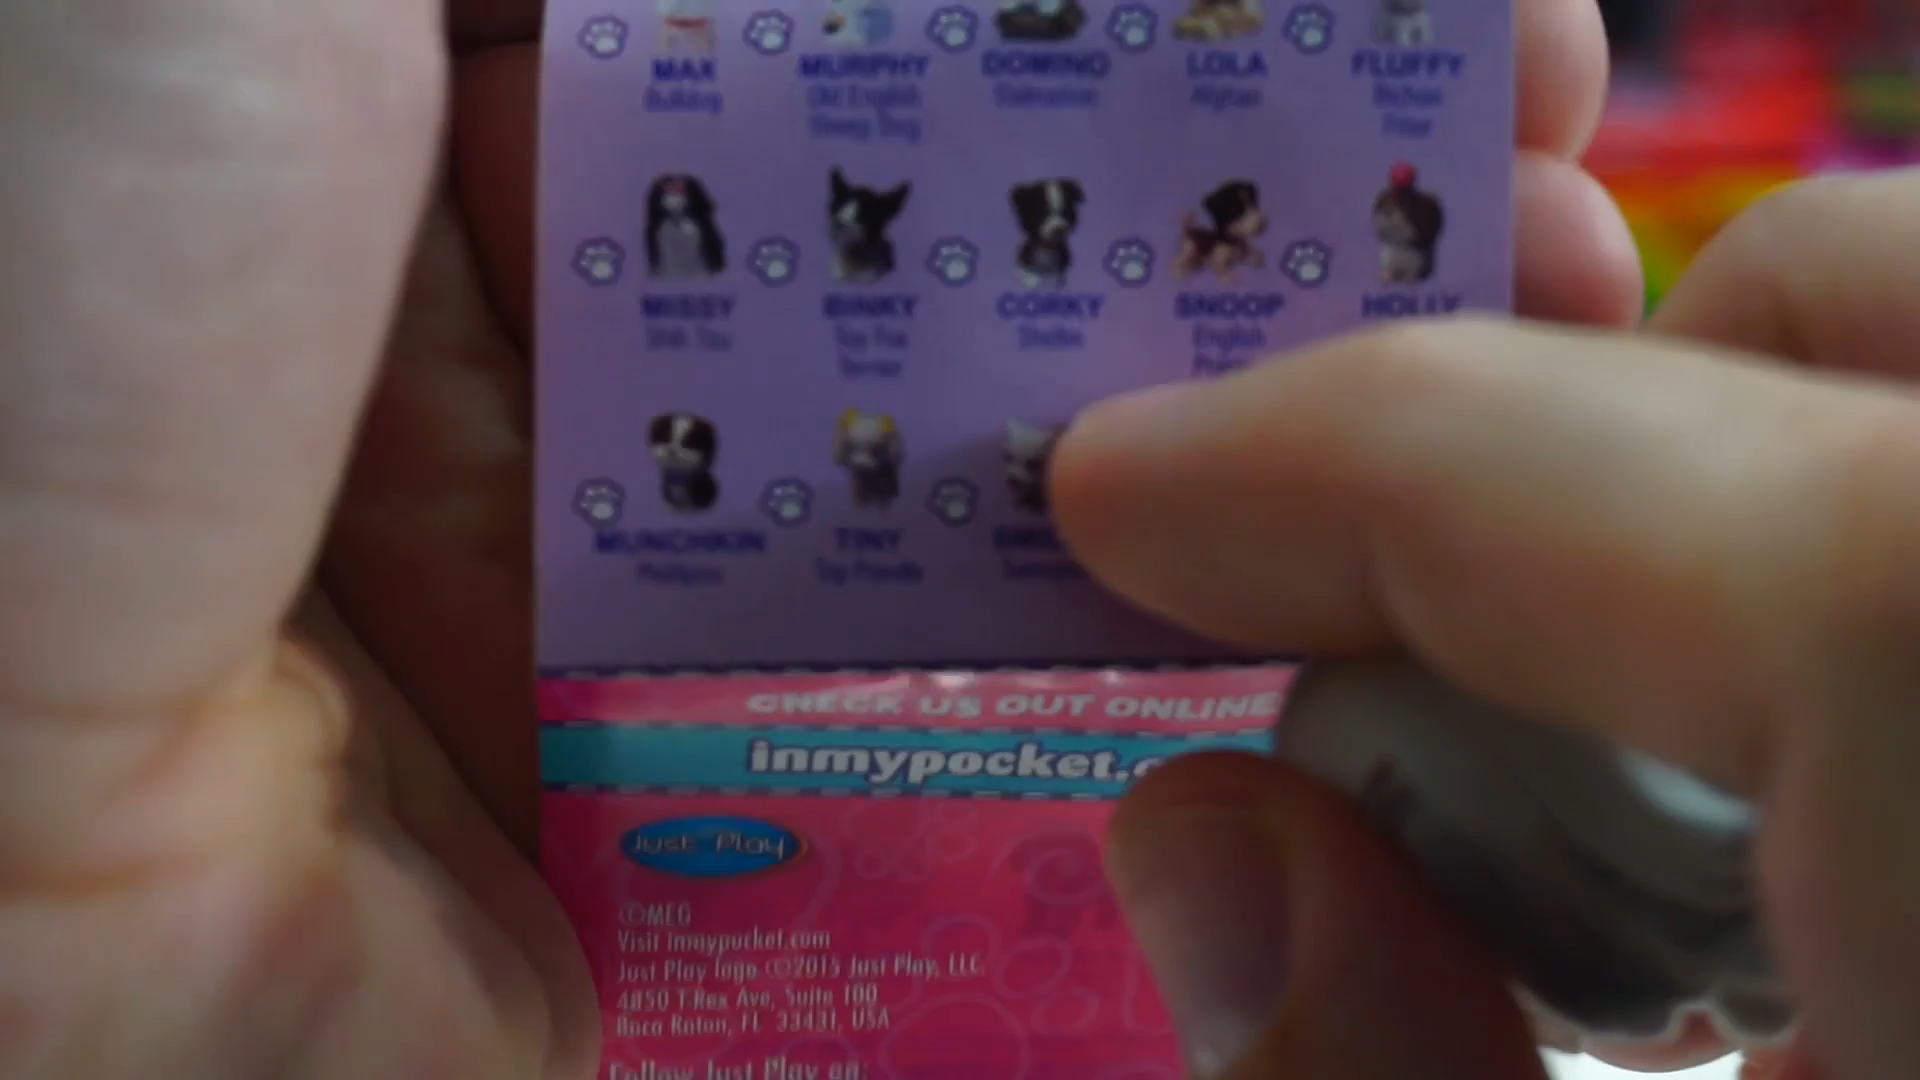 MAX MURPHY DOMINO LOLA FLUFFY
Bulldog Old English Dalmatian Afghan Bichon
Sheep Dog Frise
MISSY BINKY CORKY SNOOP HOLLY
Shih Tzu Toy Fox Sheltie English
Terrier
MUNCHKIN TINY
Toy Poodle
CHECK US OUT ONLINE
inmypocket.
Just Play
©MEG
Visit inmypocket.com
Just Play logo ©2015 Just Play, LLC.
4850 T-Rex Ave, Suite 100
Boca Raton, FL 33431, USA
Follow Just Play on: